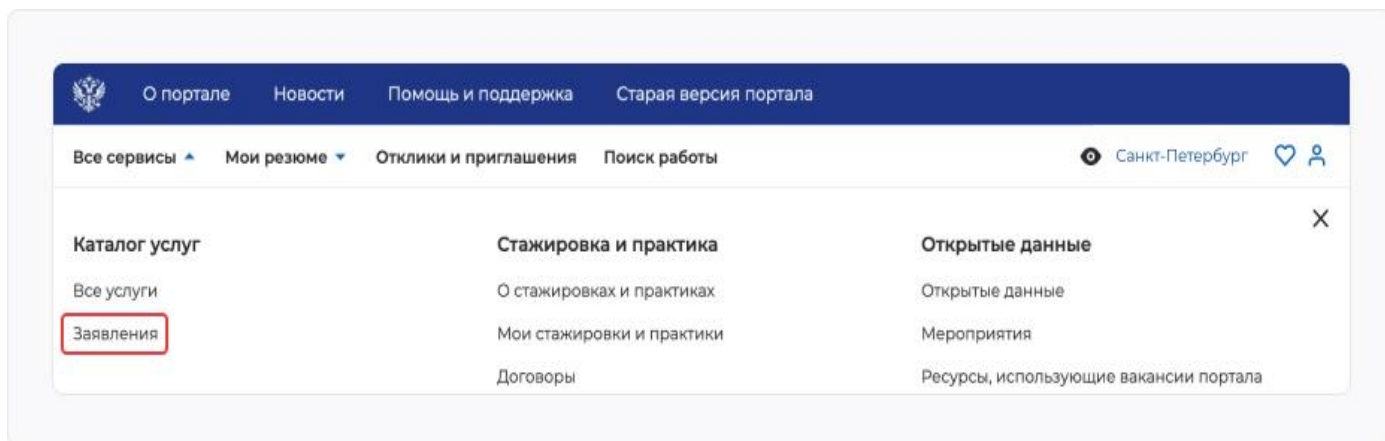 О портале Новости Помощь и поддержка Старая версия портала
Все сервисы Мои резюме Отклики и приглашения Поиск работы Санкт-Петербург
Каталог услуг Стажировка и практика Открытые данные
Все услуги О стажировках и практиках Открытые данные
Заявления Мои стажировки и практики Мероприятия
Договоры Ресурсы, использующие вакансии портала